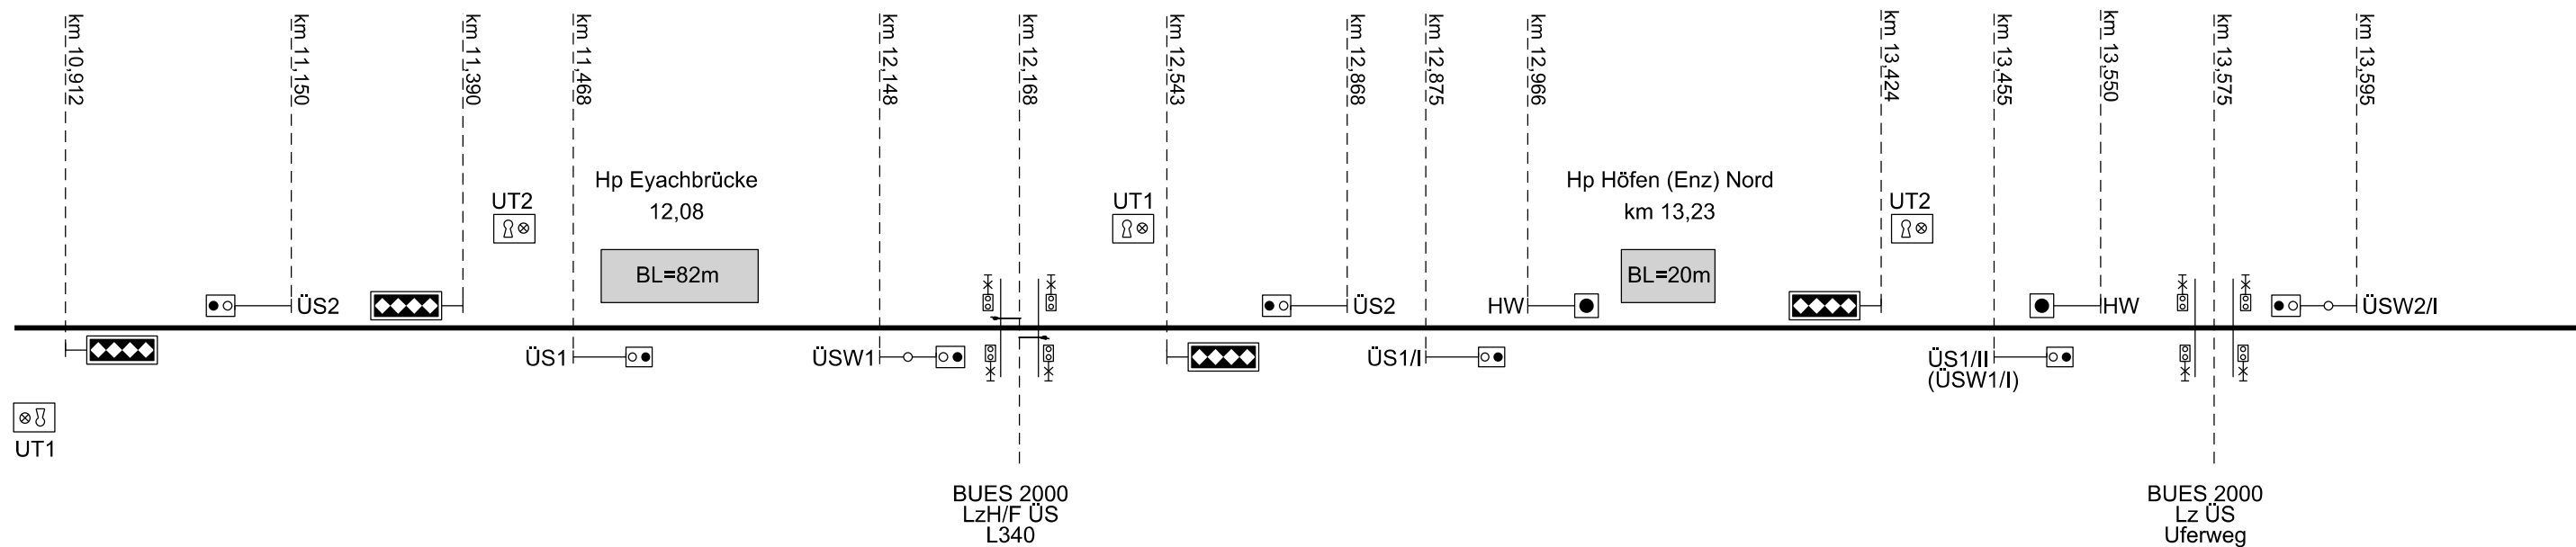 km 10,912
km 11,150
km 11,390
km 11,468
km 12,148
km 12,168
km 12,543
km 12,868
km 12,875
km 12,966
km 13,424
km 13,455
km 13,550
km 13,575
km 13,595
Hp Eyachbrücke
12,08
Hp Höfen (Enz) Nord
km 13,23
UT2
UT1
UT2
BL=82m
BL=20m
ÜS2
ÜS2
HW
HW
ÜSW2/I
ÜS1
ÜSW1
ÜS1/I
ÜS1/II
(ÜSW1/I)
UT1
BUES 2000
LzH/F ÜS
L340
BUES 2000
Lz ÜS
Uferweg